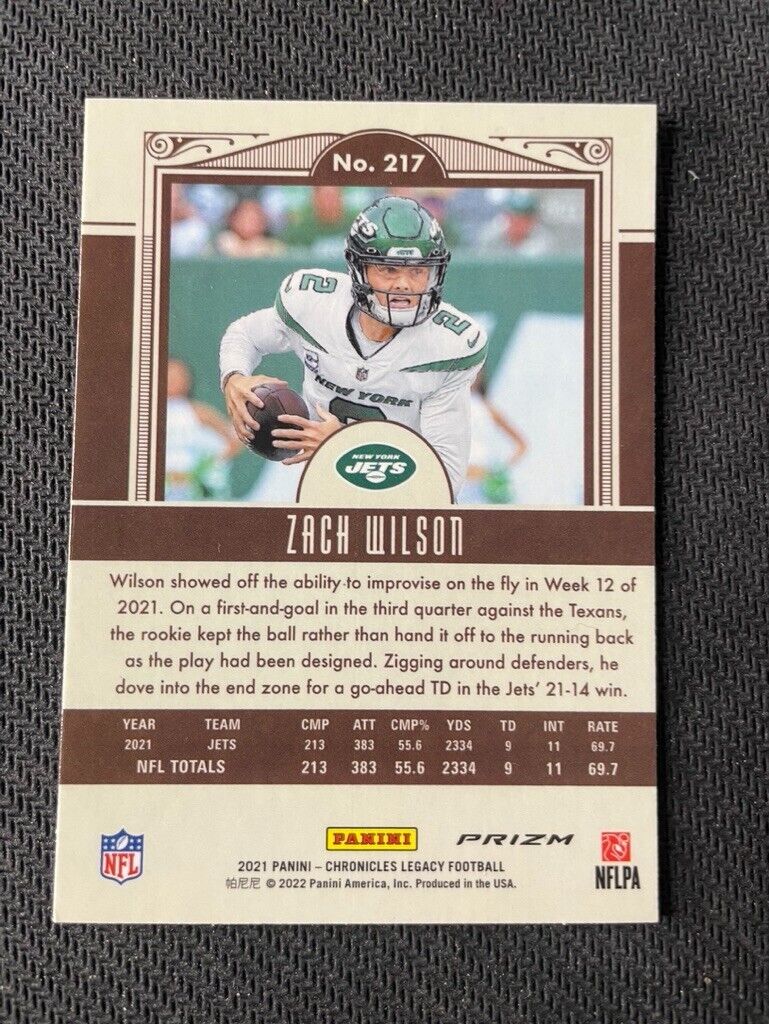 No. 217
JETS
2
2
NEW YORK
2
NEW YORK
JETS
ZACH WILSON
Wilson showed off the ability to improvise on the fly in Week 12 of
2021. On a first-and-goal in the third quarter against the Texans,
the rookie kept the ball rather than hand it off to the running back
as the play had been designed. Zigging around defenders, he
dove into the end zone for a go-ahead TD in the Jets' 21-14 win.
YEAR TEAM CMP ATT CMP% YDS TD INT RATE
2021 JETS 213 383 55.6 2334 9 11 69.7
NFL TOTALS 213 383 55.6 2334 9 11 69.7
NFL
PANINI
PRIZM
NFLPA
2021 PANINI – CHRONICLES LEGACY FOOTBALL
帕尼尼 © 2022 Panini America, Inc. Produced in the USA.